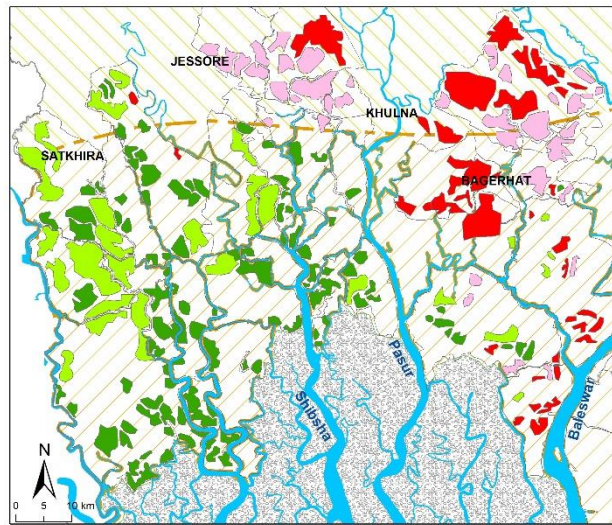 JESSORE
KHULNA
SATKHIRA
BAGERHAT
Pasur
Shibsha
Baleswar
N
0 5 10 km